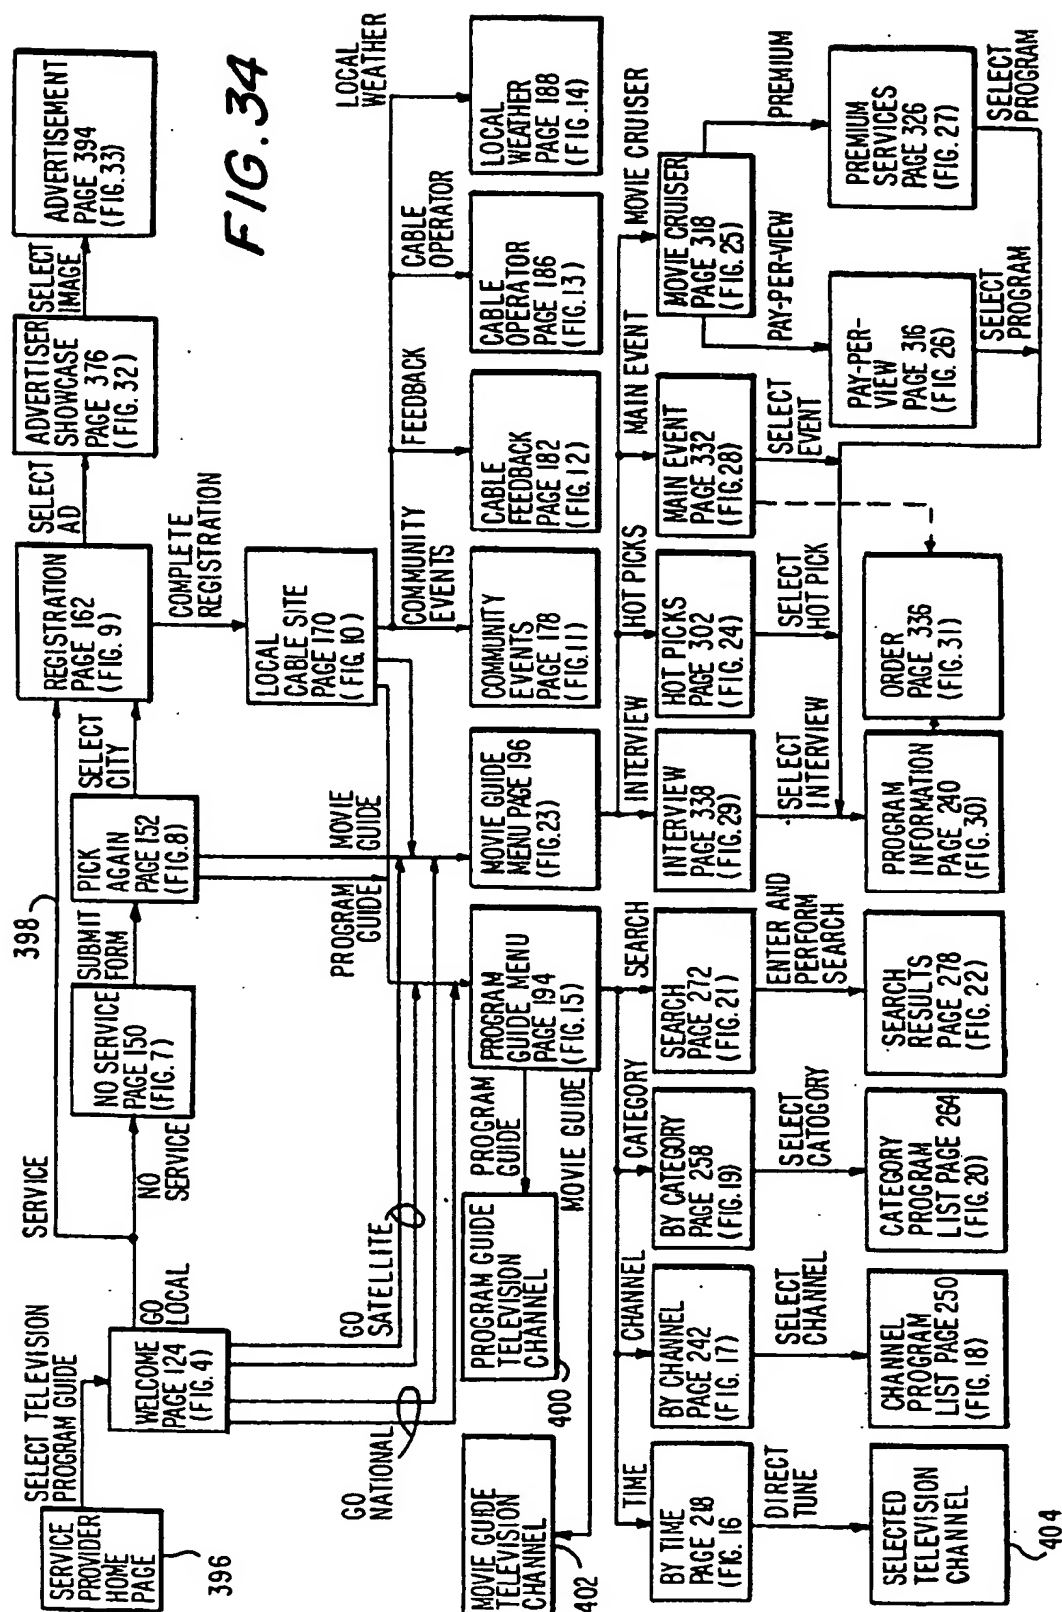 FIG. 34
SERVICE
PROVIDER
HOME
PAGE
396
SELECT TELEVISION
PROGRAM GUIDE
WELCOME
PAGE 124
(FIG. 4)
GO LOCAL
SERVICE
NO SERVICE
398
NO SERVICE
PAGE 150
(FIG. 7)
SUBMIT
FORM
PICK
AGAIN
PAGE 152
(FIG. 8)
SELECT
CITY
REGISTRATION
PAGE 162
(FIG. 9)
SELECT
AD
ADVERTISER
SHOWCASE
PAGE 376
(FIG. 32)
SELECT
IMAGE
ADVERTISEMENT
PAGE 394
(FIG. 33)
COMPLETE
REGISTRATION
LOCAL
CABLE SITE
PAGE 170
(FIG. 10)
GO
NATIONAL
GO
SATELLITE
PROGRAM
GUIDE
MOVIE
GUIDE
COMMUNITY
EVENTS
FEEDBACK
CABLE
OPERATOR
LOCAL
WEATHER
MOVIE GUIDE
TELEVISION
CHANNEL
402
PROGRAM GUIDE
TELEVISION
CHANNEL
400
PROGRAM
GUIDE
MOVIE GUIDE
PROGRAM
GUIDE MENU
PAGE 194
(FIG. 15)
MOVIE GUIDE
MENU PAGE 196
(FIG. 23)
COMMUNITY
EVENTS
PAGE 178
(FIG. 11)
CABLE
FEEDBACK
PAGE 182
(FIG. 12)
CABLE
OPERATOR
PAGE 186
(FIG. 13)
LOCAL
WEATHER
PAGE 188
(FIG. 14)
TIME
CHANNEL
CATEGORY
SEARCH
INTERVIEW
HOT PICKS
MAIN EVENT
MOVIE CRUISER
BY TIME
PAGE 218
(FIG. 16
BY CHANNEL
PAGE 242
(FIG. 17)
BY CATEGORY
PAGE 258
(FIG. 19)
SEARCH
PAGE 272
(FIG. 21)
INTERVIEW
PAGE 338
(FIG. 29)
HOT PICKS
PAGE 302
(FIG. 24)
MAIN EVENT
PAGE 332
(FIG. 28)
MOVIE CRUISER
PAGE 318
(FIG. 25)
PAY-PER-VIEW
PREMIUM
DIRECT
TUNE
SELECT
CHANNEL
SELECT
CATOGORY
ENTER AND
PERFORM
SEARCH
SELECT
INTERVIEW
SELECT
HOT PICK
SELECT
EVENT
PAY-PER-
VIEW
PAGE 316
(FIG. 26)
SELECT
PROGRAM
PREMIUM
SERVICES
PAGE 326
(FIG. 27)
SELECT
PROGRAM
SELECTED
TELEVISION
CHANNEL
404
CHANNEL
PROGRAM
LIST PAGE 250
(FIG. 18)
CATEGORY
PROGRAM
LIST PAGE 264
(FIG. 20)
SEARCH
RESULTS
PAGE 278
(FIG. 22)
PROGRAM
INFORMATION
PAGE 240
(FIG. 30)
ORDER
PAGE 336
(FIG. 31)